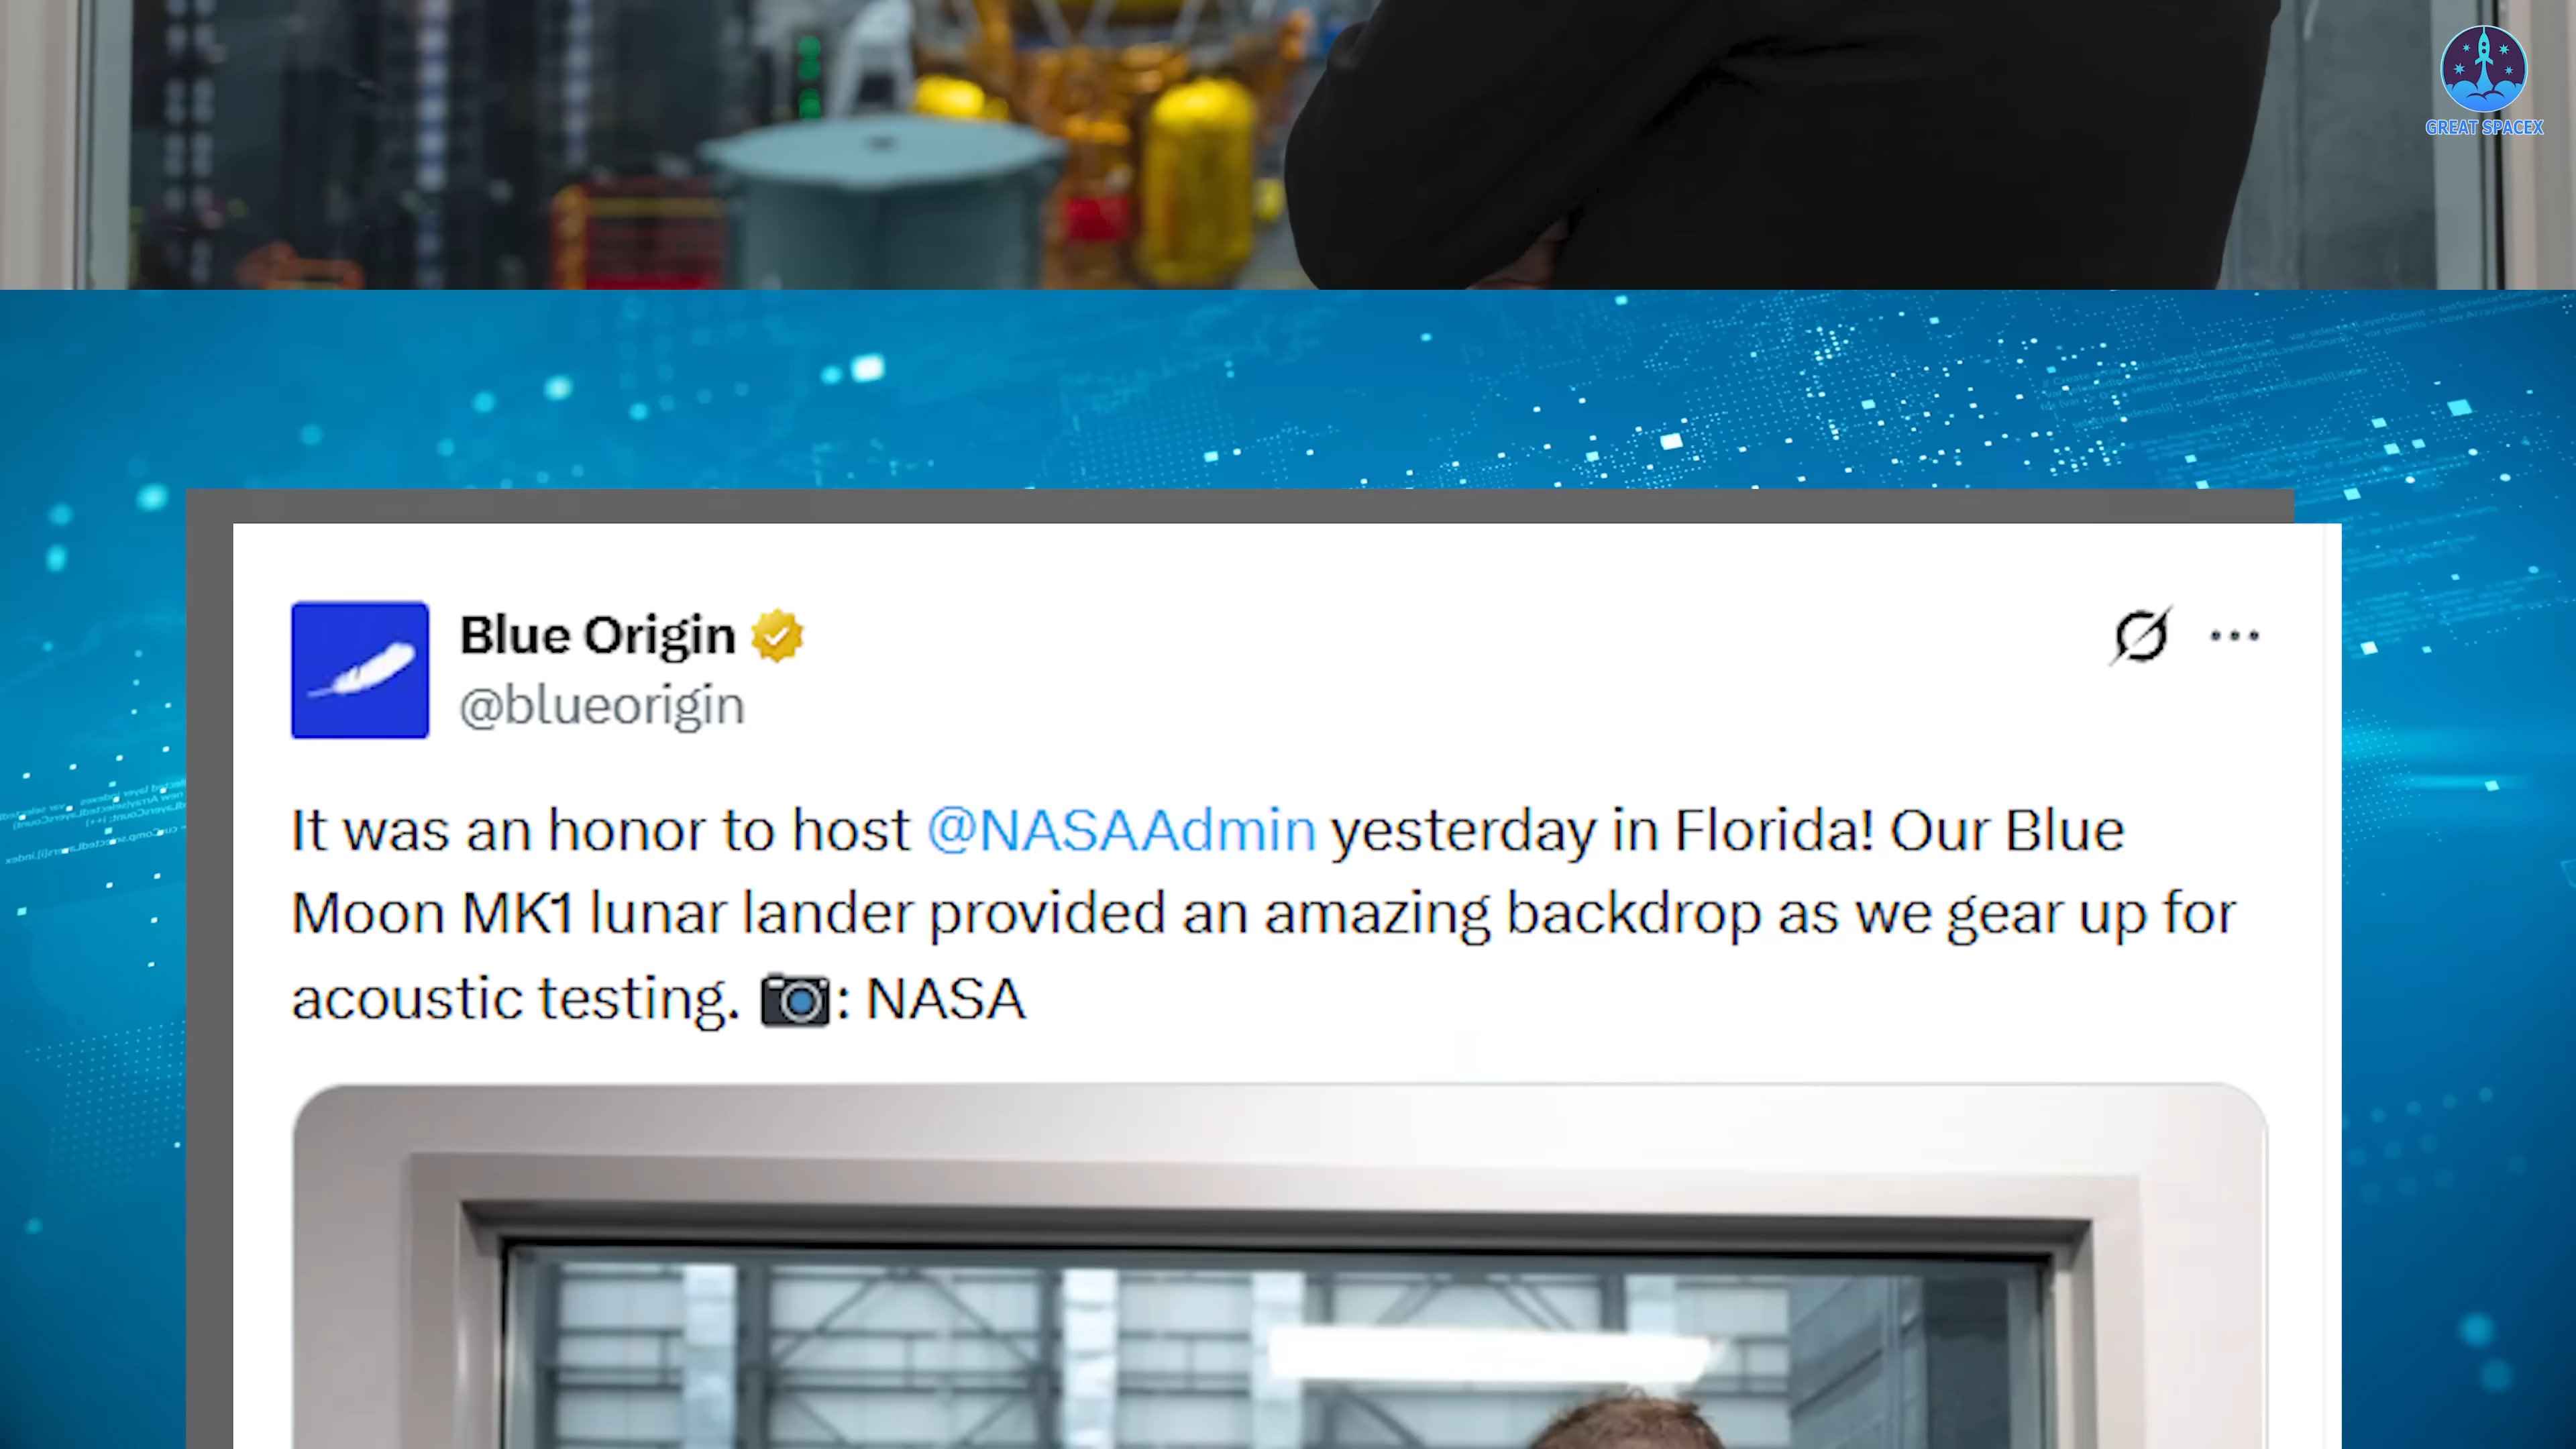 GREAT SPACEX
Blue Origin
@blueorigin
It was an honor to host @NASAAdmin yesterday in Florida! Our Blue
Moon MK1 lunar lander provided an amazing backdrop as we gear up for
acoustic testing. 📷: NASA